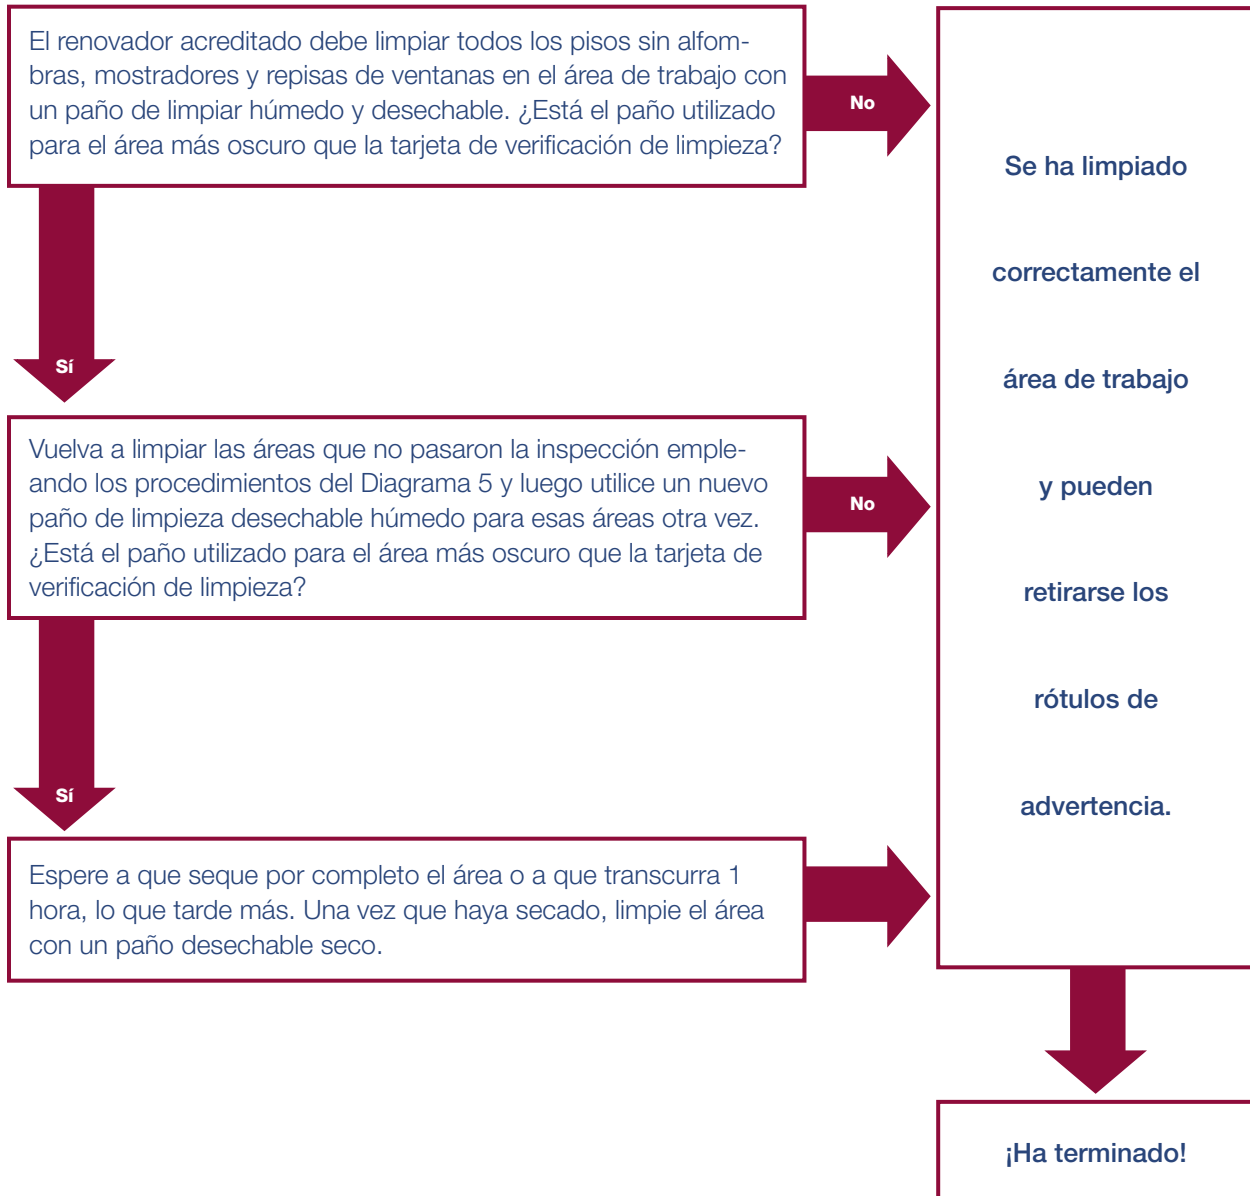 El renovador acreditado debe limpiar todos los pisos sin alfom-
bras, mostradores y repisas de ventanas en el área de trabajo con
un paño de limpiar húmedo y desechable. ¿Está el paño utilizado
para el área más oscuro que la tarjeta de verificación de limpieza?
No
Sí
Vuelva a limpiar las áreas que no pasaron la inspección emple-
ando los procedimientos del Diagrama 5 y luego utilice un nuevo
paño de limpieza desechable húmedo para esas áreas otra vez.
¿Está el paño utilizado para el área más oscuro que la tarjeta de
verificación de limpieza?
No
Sí
Espere a que seque por completo el área o a que transcurra 1
hora, lo que tarde más. Una vez que haya secado, limpie el área
con un paño desechable seco.
Se ha limpiado
correctamente el
área de trabajo
y pueden
retirarse los
rótulos de
advertencia.
¡Ha terminado!